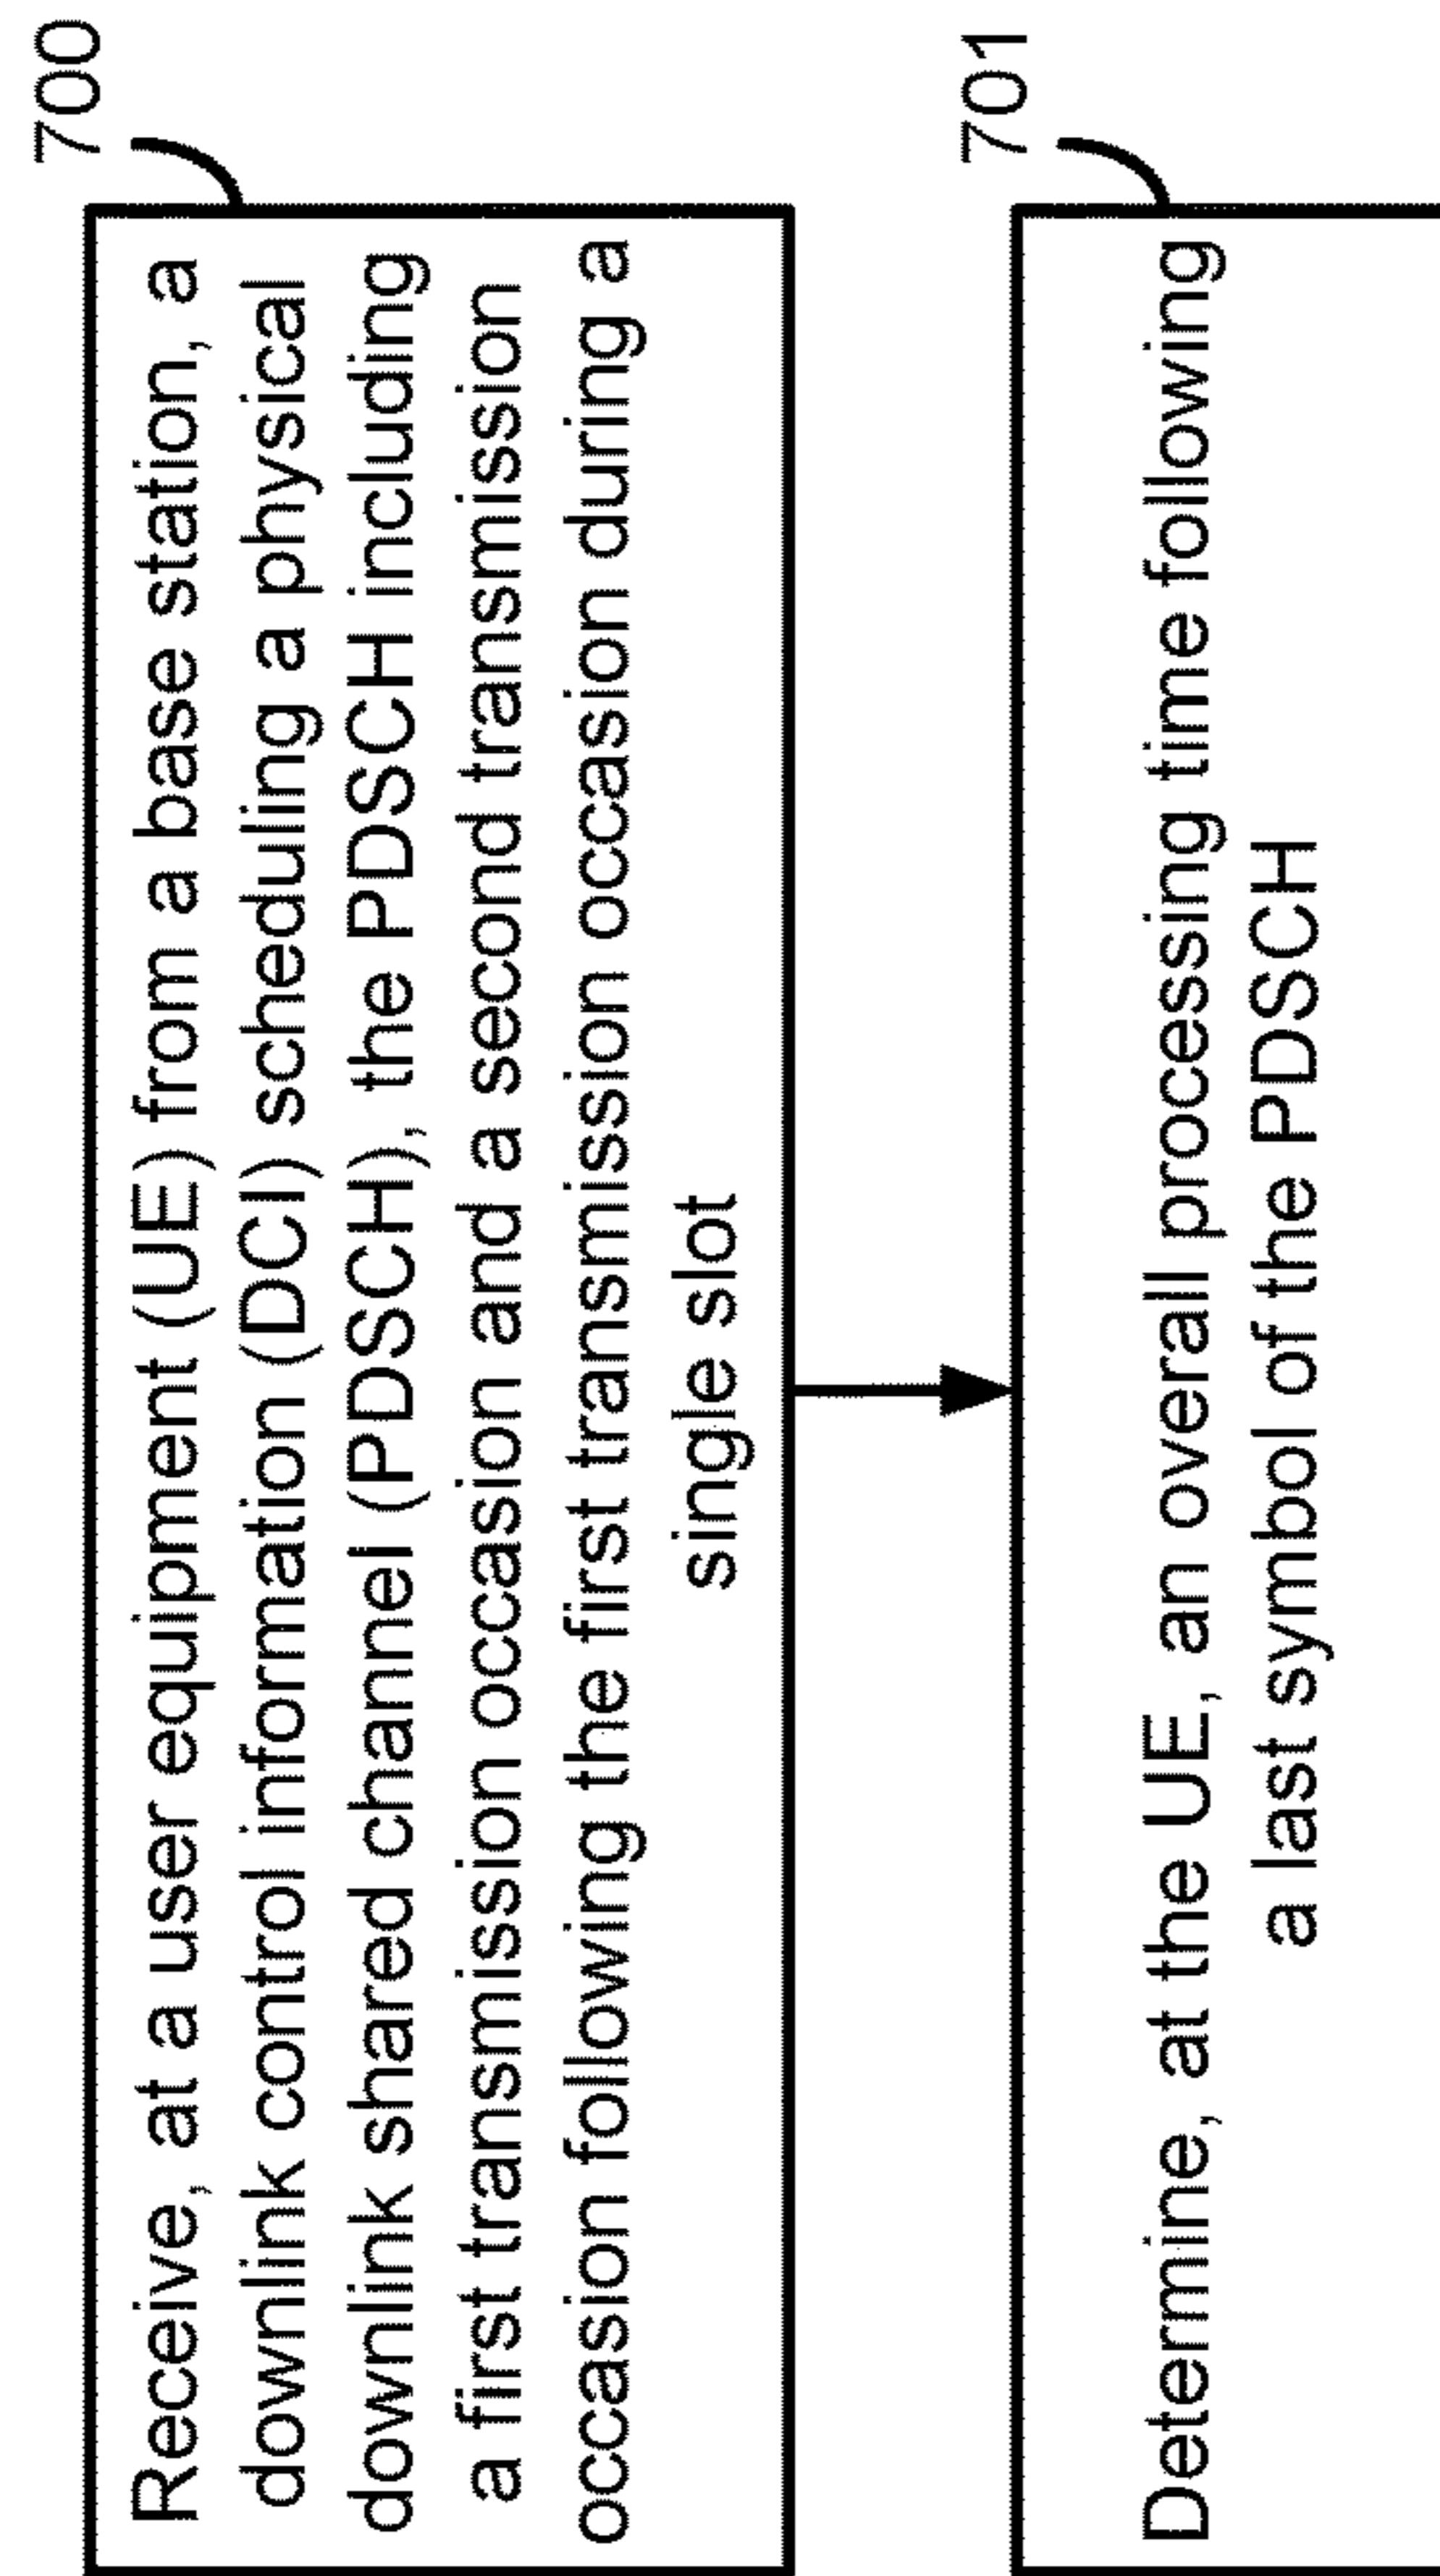 700
Receive, at a user equipment (UE) from a base station, a
downlink control information (DCI) scheduling a physical
downlink shared channel (PDSCH), the PDSCH including
a first transmission occasion and a second transmission
occasion following the first transmission occasion during a
single slot
701
Determine, at the UE, an overall processing time following
a last symbol of the PDSCH